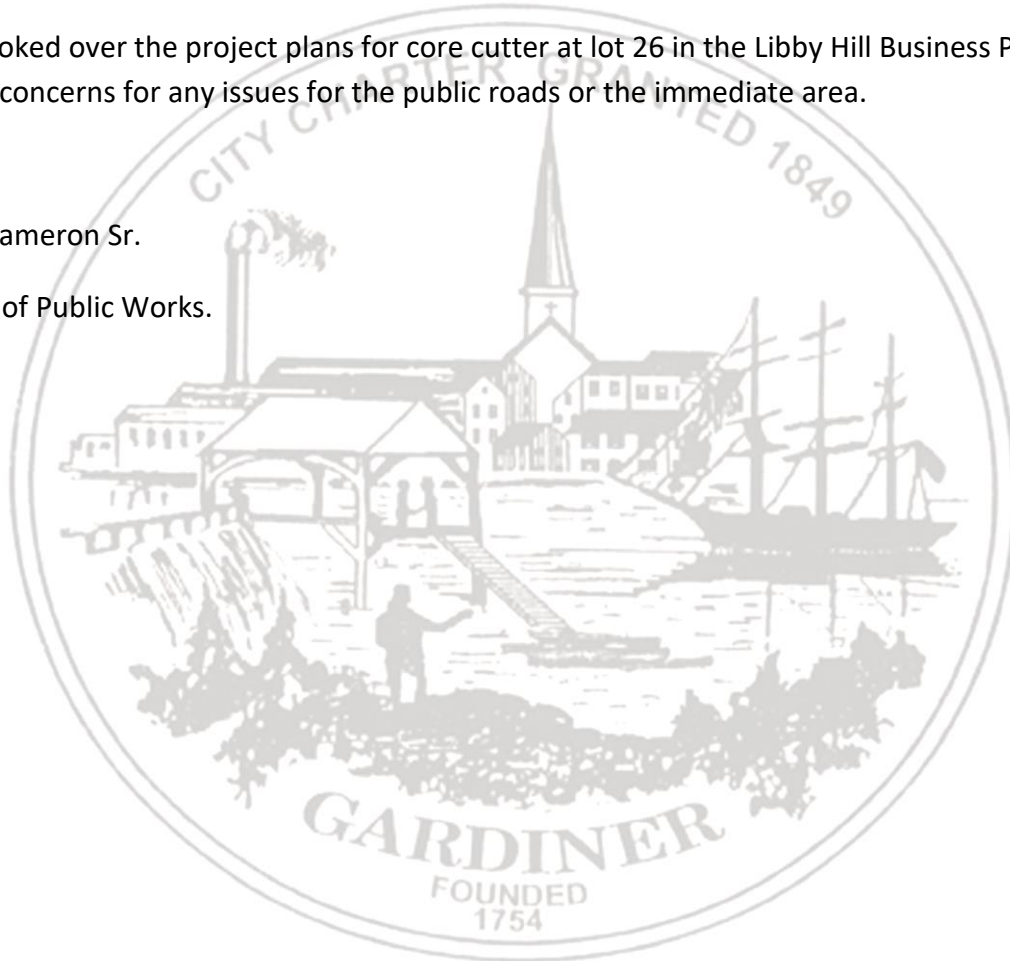 oked over the project plans for core cutter at lot 26 in the Libby Hill Business P
concerns for any issues for the public roads or the immediate area.
CITY CHARTER GRANTED 1849
ameron Sr.
of Public Works.
GARDINER
FOUNDED
1754